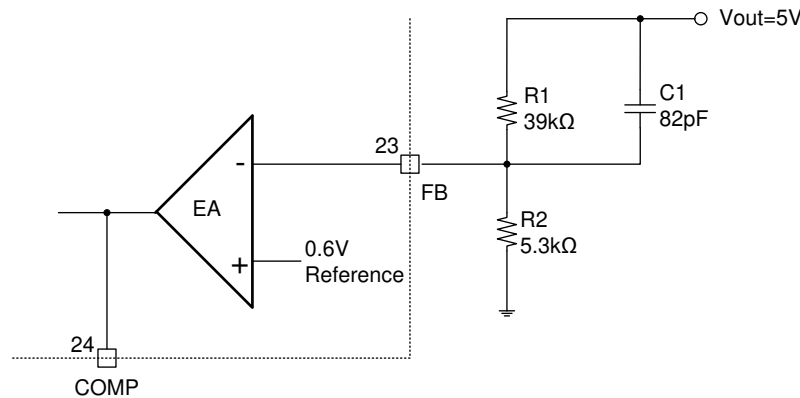 Vout=5V
R1
39kΩ
C1
82pF
23
-
FB
EA
R2
5.3kΩ
0.6V
Reference
+
24
COMP